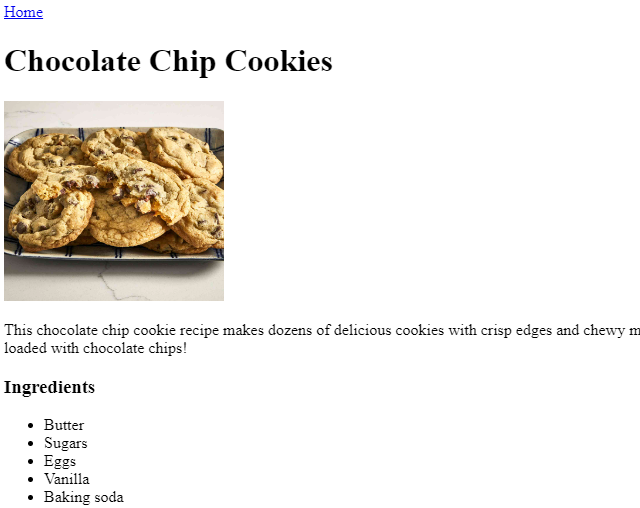 Home
Chocolate Chip Cookies
This chocolate chip cookie recipe makes dozens of delicious cookies with crisp edges and chewy
loaded with chocolate chips!
Ingredients
Butter
Sugars
Eggs
Vanilla
Baking soda